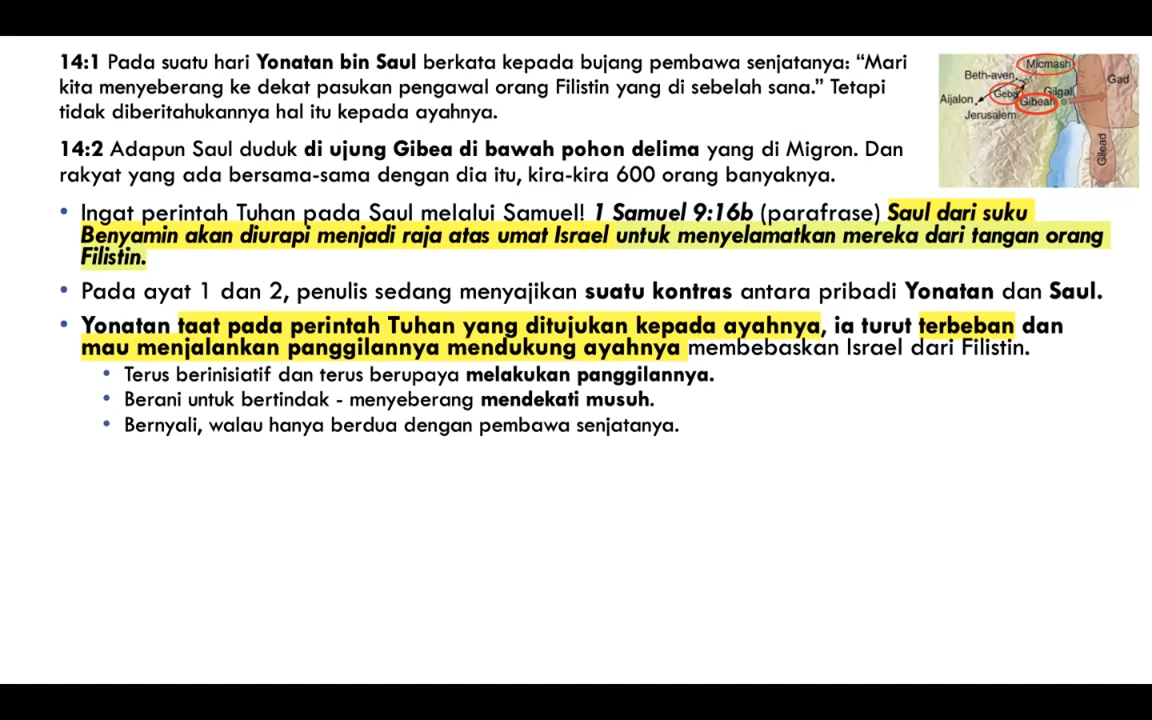 14:1 Pada suatu hari Yonatan bin Saul berkata kepada bujang pembawa senjatanya: “Mari
kita menyeberang ke dekat pasukan pengawal orang Filistin yang di sebelah sana.” Tetapi
tidak diberitahukannya hal itu kepada ayahnya.
14:2 Adapun Saul duduk di ujung Gibea di bawah pohon delima yang di Migron. Dan
rakyat yang ada bersama-sama dengan dia itu, kira-kira 600 orang banyaknya.
Micmash
Beth-aven
Gad
Geba
Gilgal
Aijalon
Gibeah
Jerusalem
Gilead
• Ingat perintah Tuhan pada Saul melalui Samuel! 1 Samuel 9:16b (parafrase) Saul dari suku
Benyamin akan diurapi menjadi raja atas umat Israel untuk menyelamatkan mereka dari tangan orang
Filistin.
• Pada ayat 1 dan 2, penulis sedang menyajikan suatu kontras antara pribadi Yonatan dan Saul.
• Yonatan taat pada perintah Tuhan yang ditujukan kepada ayahnya, ia turut terbeban dan
mau menjalankan panggilannya mendukung ayahnya membebaskan Israel dari Filistin.
• Terus berinisiatif dan terus berupaya melakukan panggilannya.
• Berani untuk bertindak - menyeberang mendekati musuh.
• Bernyali, walau hanya berdua dengan pembawa senjatanya.